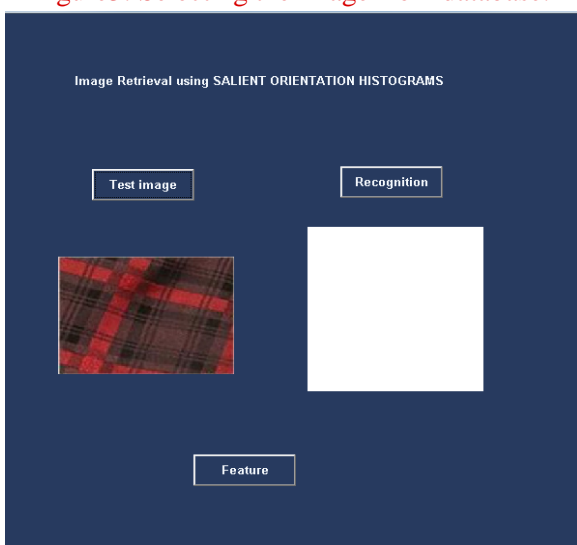 Image Retrieval using SALIENT ORIENTATION HISTOGRAMS
Test image
Recognition
Feature